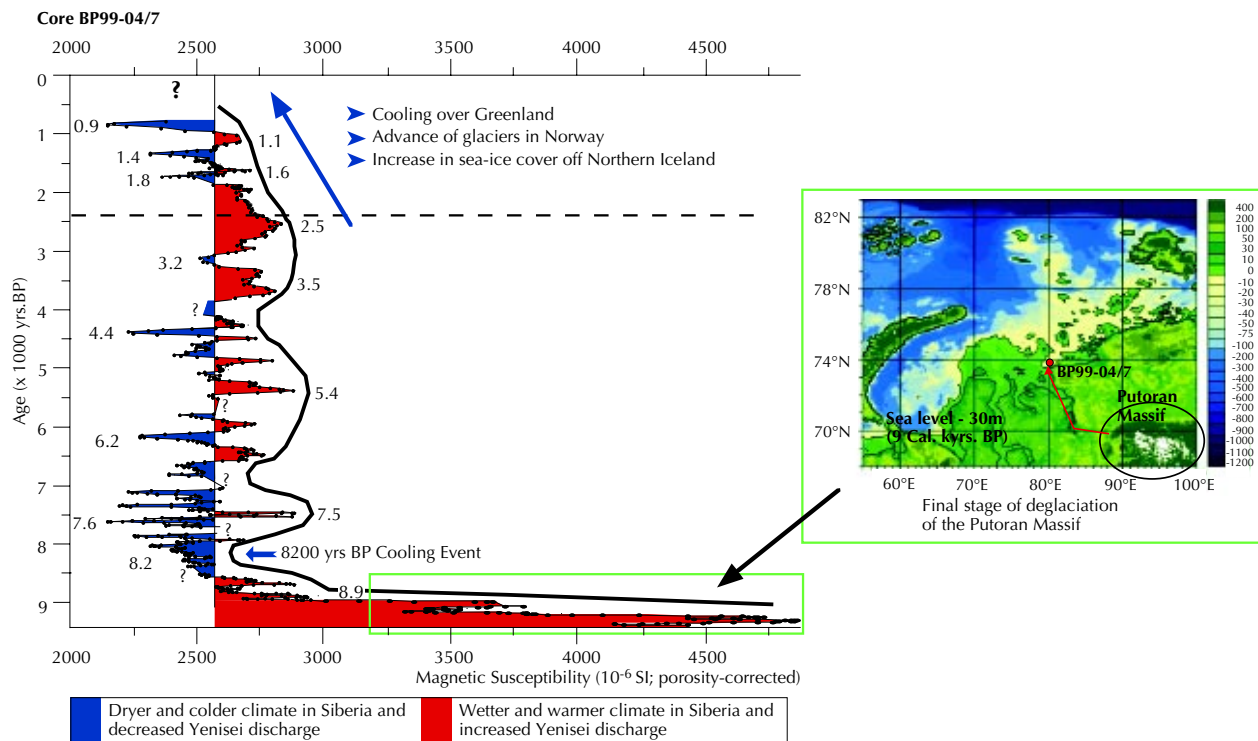 Core BP99-04/7
2000 2500 3000 3500 4000 4500
0
?
1
2
3
4
5
6
7
8
9
Age (x 1000 yrs.BP)
0.9
1.4
1.8
3.2
?
4.4
6.2
7.6
8.2
?
1.1
1.6
2.5
3.5
5.4
?
?
7.5
?
8.9
Cooling over Greenland
Advance of glaciers in Norway
Increase in sea-ice cover off Northern Iceland
8200 yrs BP Cooling Event
2000 2500 3000 3500 4000 4500
Magnetic Susceptibility (10-6 SI; porosity-corrected)
Dryer and colder climate in Siberia and
decreased Yenisei discharge
Wetter and warmer climate in Siberia and
increased Yenisei discharge
82°N
78°N
74°N
70°N
60°E 70°E 80°E 90°E 100°E
BP99-04/7
Putoran
Massif
Sea level - 30m
(9 Cal. kyrs. BP)
400
200
100
50
30
10
0
-10
-20
-30
-40
-50
-75
-100
-200
-300
-400
-500
-600
-700
-800
-900
-1000
-1100
-1200
Final stage of deglaciation
of the Putoran Massif